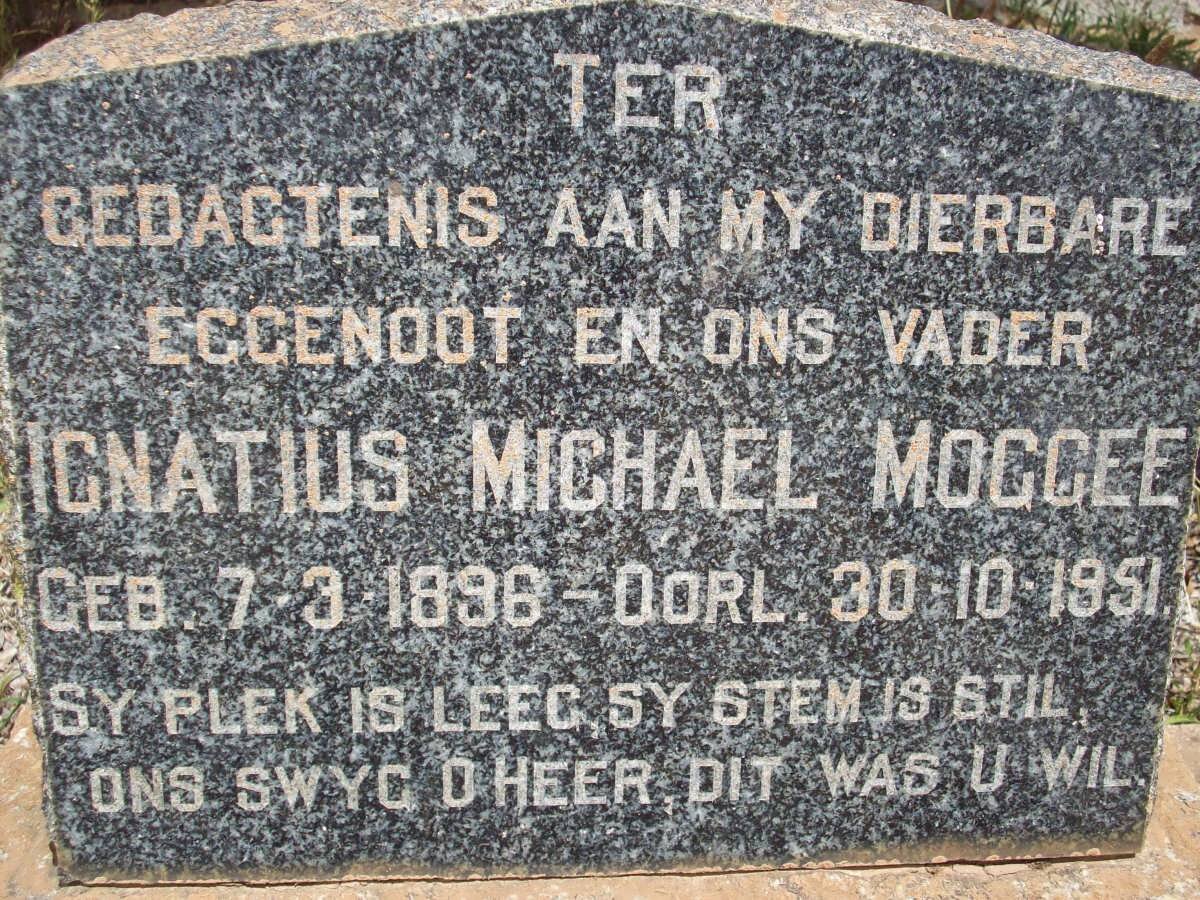 TER
GEDAGTENIS AAN MY DIERBARE
EGGENOOT EN ONS VADER
IGNATIUS MICHAEL MOGGEE
GEB. 7·3·1896 – OORL. 30·10·1951.
SY PLEK IS LEEG, SY STEM IS STIL,
ONS SWYG O HEER, DIT WAS U WIL.